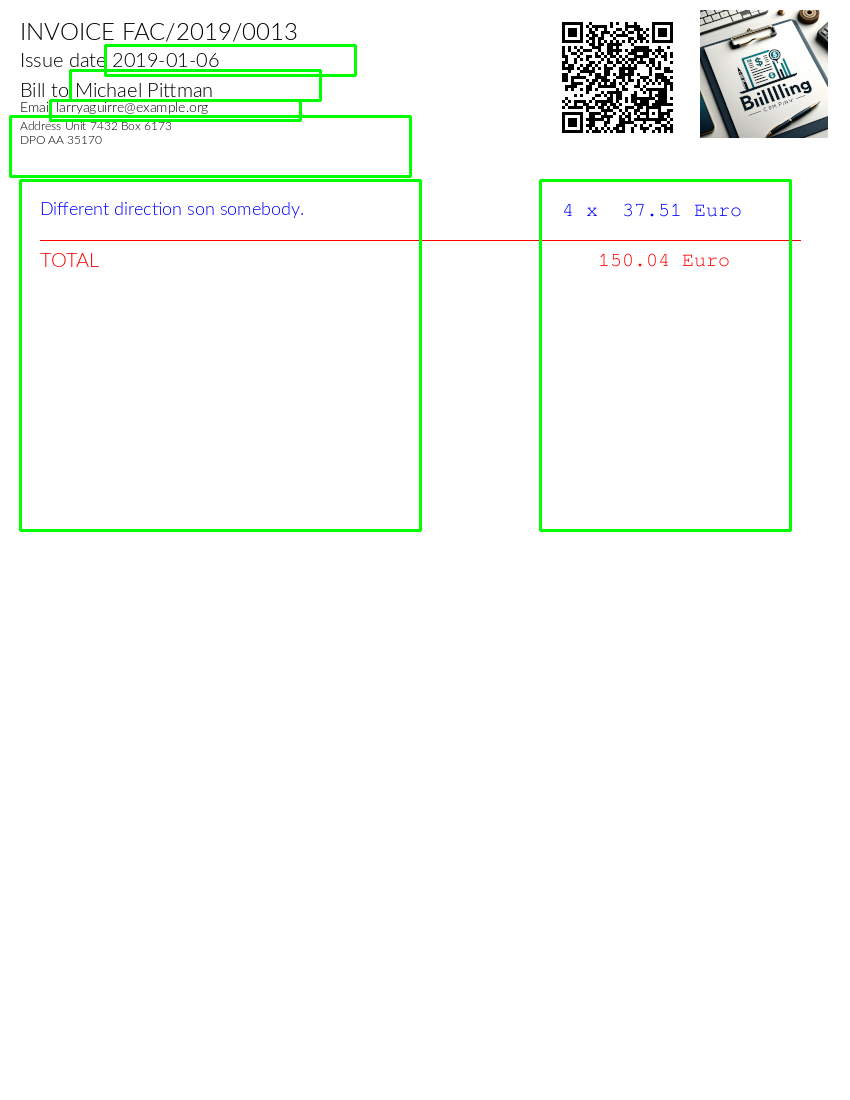 INVOICE FAC/2019/0013
Issue date 2019-01-06
Bill to Michael Pittman
Email larryaguirre@example.org
Address Unit 7432 Box 6173
DPO AA 35170
Biillling
COMPANY
Different direction son somebody. 4 x 37.51 Euro
TOTAL 150.04 Euro